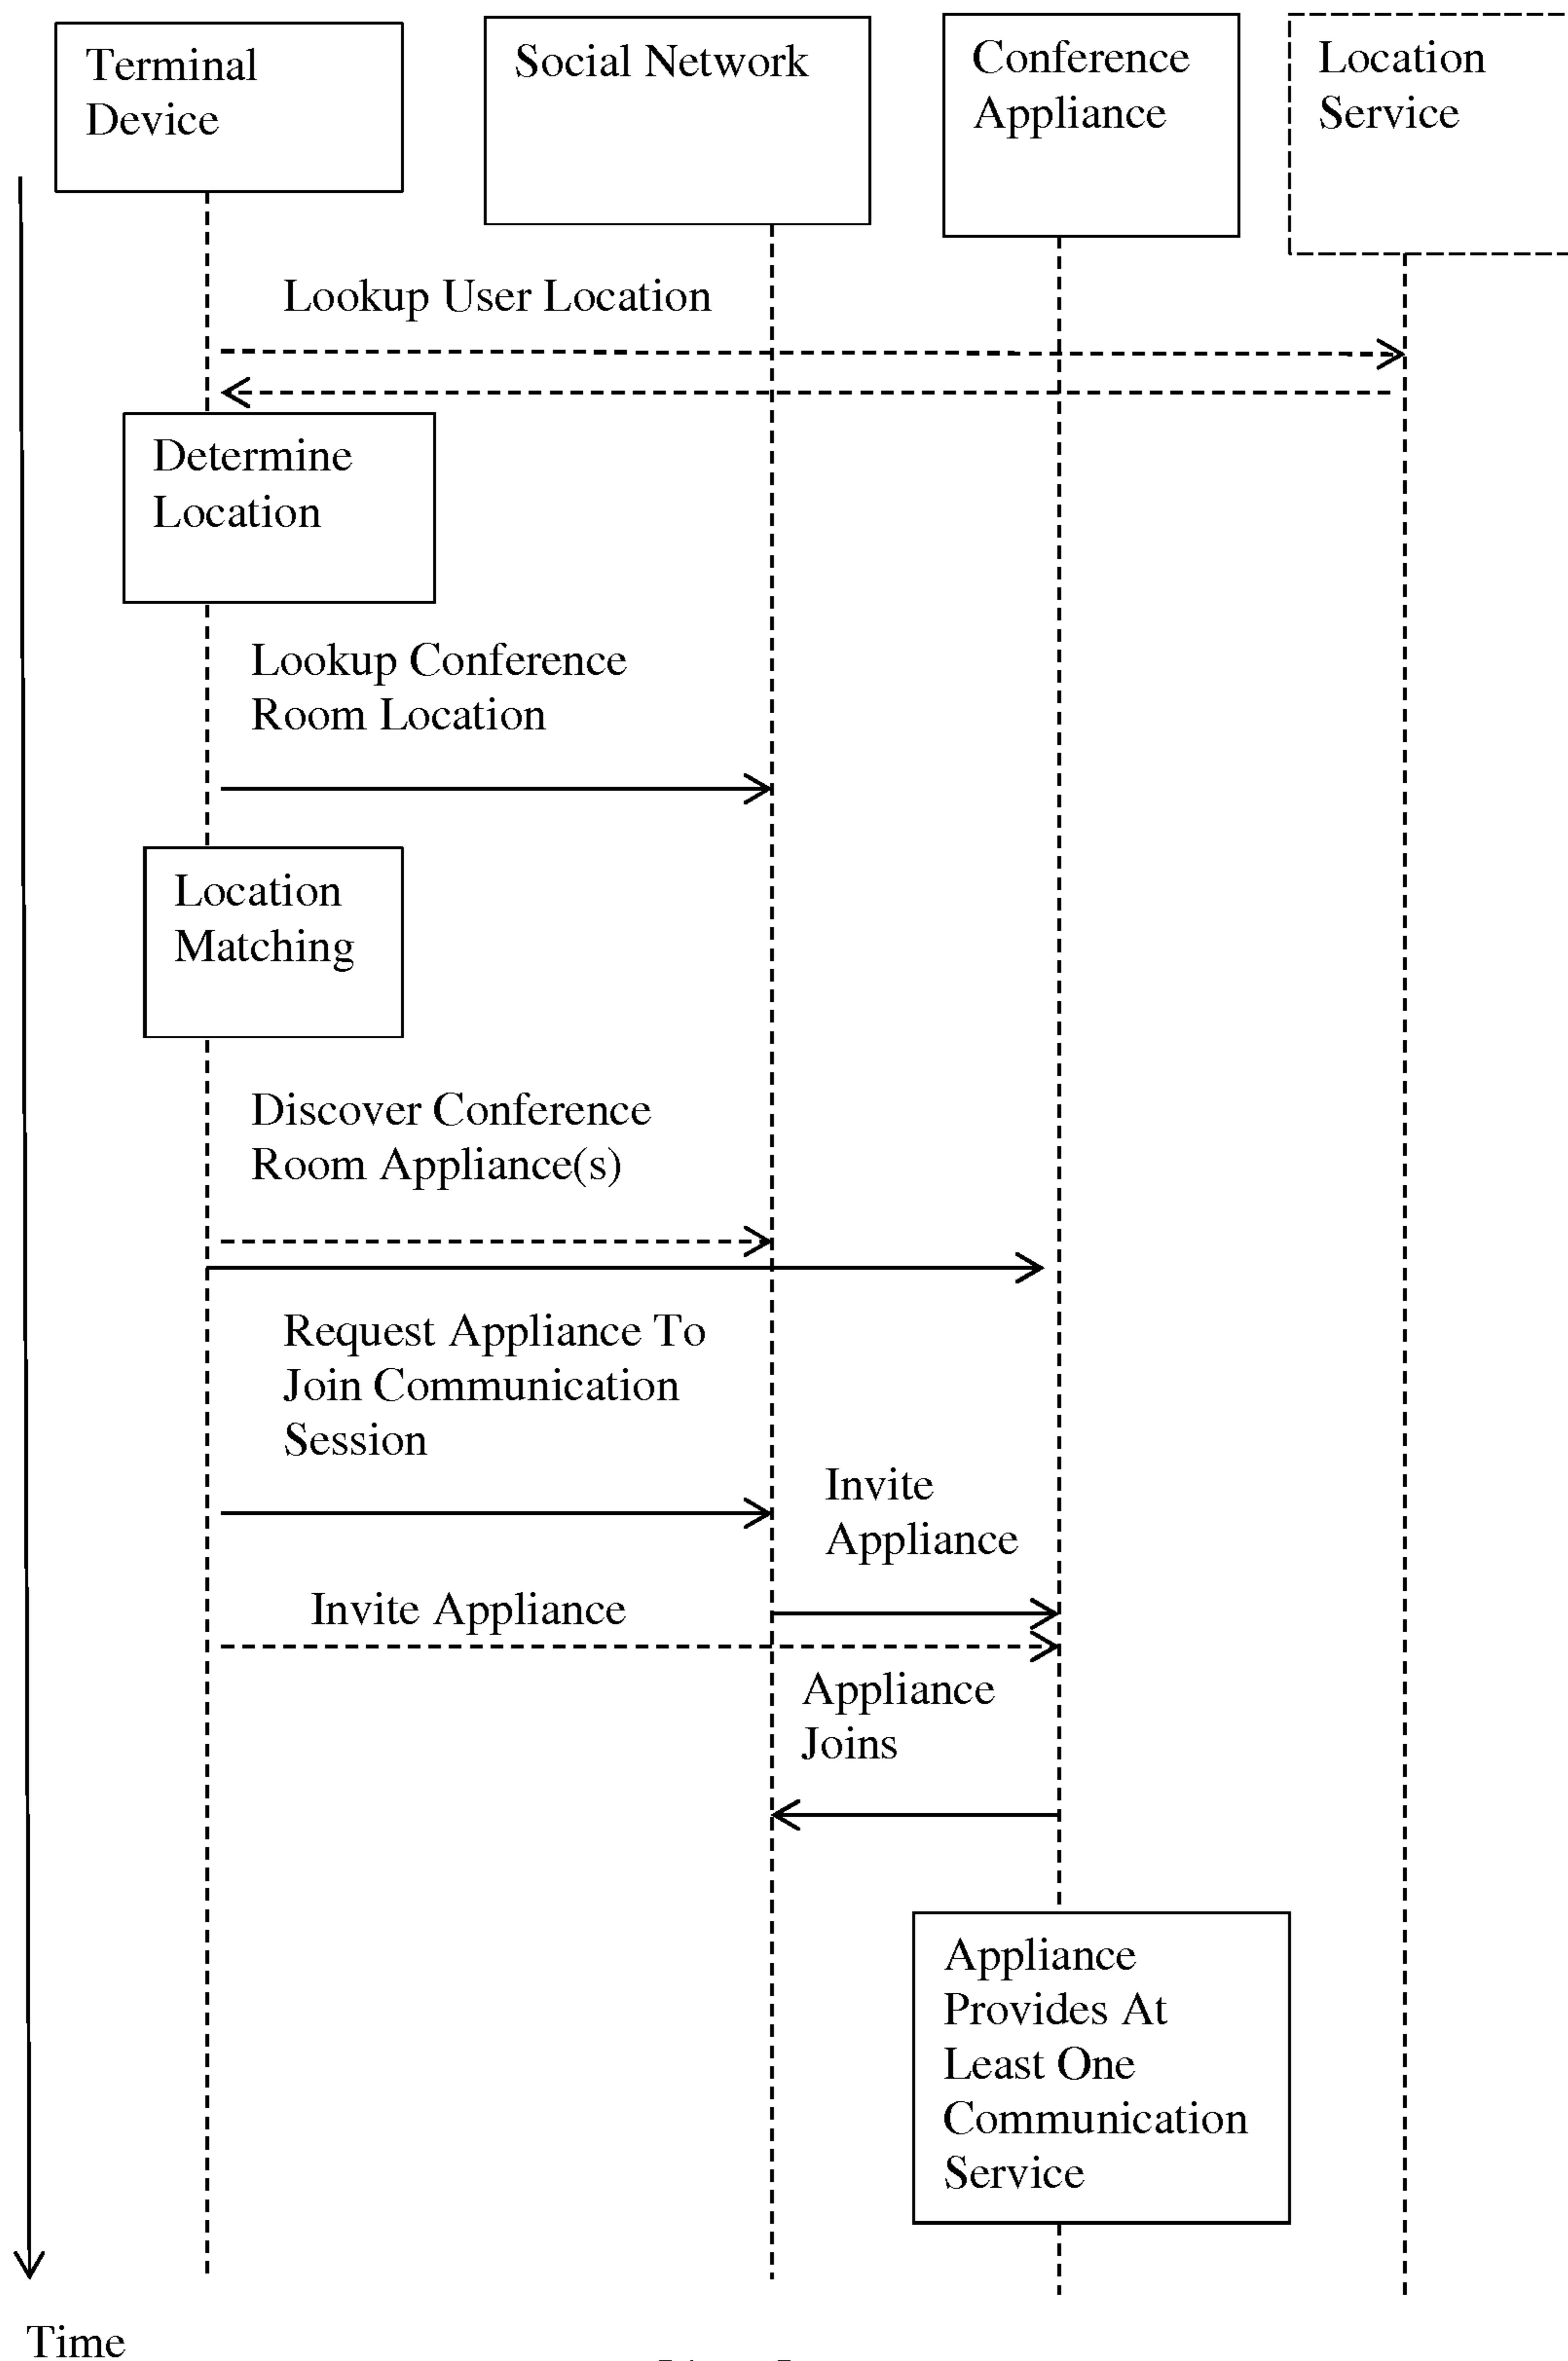 Terminal
Device
Social Network
Conference
Appliance
Location
Service
Lookup User Location
Determine
Location
Lookup Conference
Room Location
Location
Matching
Discover Conference
Room Appliance(s)
Request Appliance To
Join Communication
Session
Invite
Appliance
Invite Appliance
Appliance
Joins
Appliance
Provides At
Least One
Communication
Service
Time